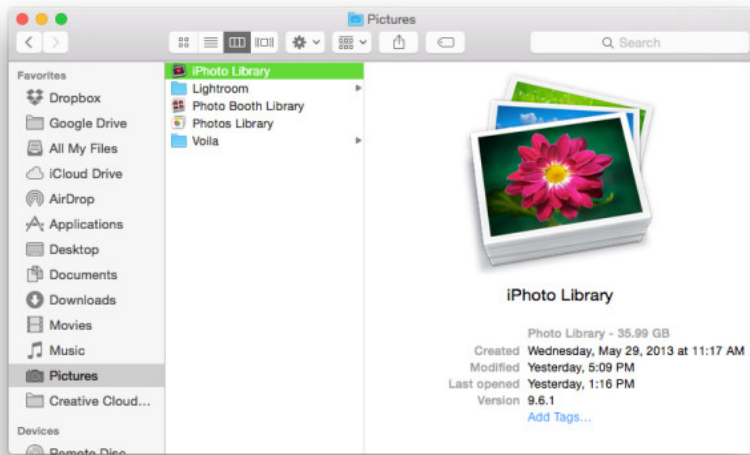 Pictures
Search
Favorites
Dropbox
Google Drive
All My Files
iCloud Drive
AirDrop
Applications
Desktop
Documents
Downloads
Movies
Music
Pictures
Creative Cloud...
Devices
Remote Disc
iPhoto Library
Lightroom
Photo Booth Library
Photos Library
Voila
iPhoto Library
Photo Library - 35.99 GB
Created Wednesday, May 29, 2013 at 11:17 AM
Modified Yesterday, 5:09 PM
Last opened Yesterday, 1:16 PM
Version 9.6.1
Add Tags...